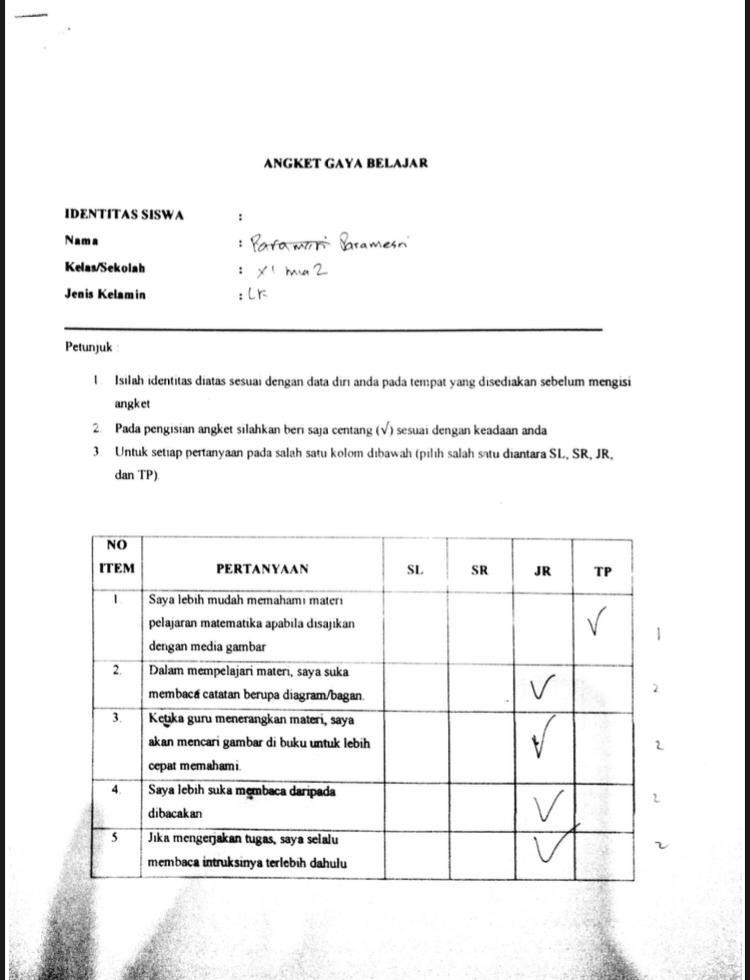 ANGKET GAYA BELAJAR
IDENTITAS SISWA :
Nama : Paramesri
Kelas/Sekolah : XI mia 2
Jenis Kelamin : Lk
Petunjuk :
1. Isilah identitas diatas sesuai dengan data diri anda pada tempat yang disediakan sebelum mengisi
angket
2. Pada pengisian angket silahkan beri saja centang (√) sesuai dengan keadaan anda
3. Untuk setiap pertanyaan pada salah satu kolom dibawah (pilih salah satu diantara SL, SR, JR,
dan TP)
NO
ITEM PERTANYAAN SL SR JR TP
1. Saya lebih mudah memahami materi
pelajaran matematika apabila disajikan √ 1
dengan media gambar
2. Dalam mempelajari materi, saya suka
membaca catatan berupa diagram/bagan. √ 2
3. Ketika guru menerangkan materi, saya
akan mencari gambar di buku untuk lebih √ 2
cepat memahami.
4. Saya lebih suka membaca daripada
dibacakan √ 2
5 Jika mengerjakan tugas, saya selalu
membaca intruksinya terlebih dahulu √ 2